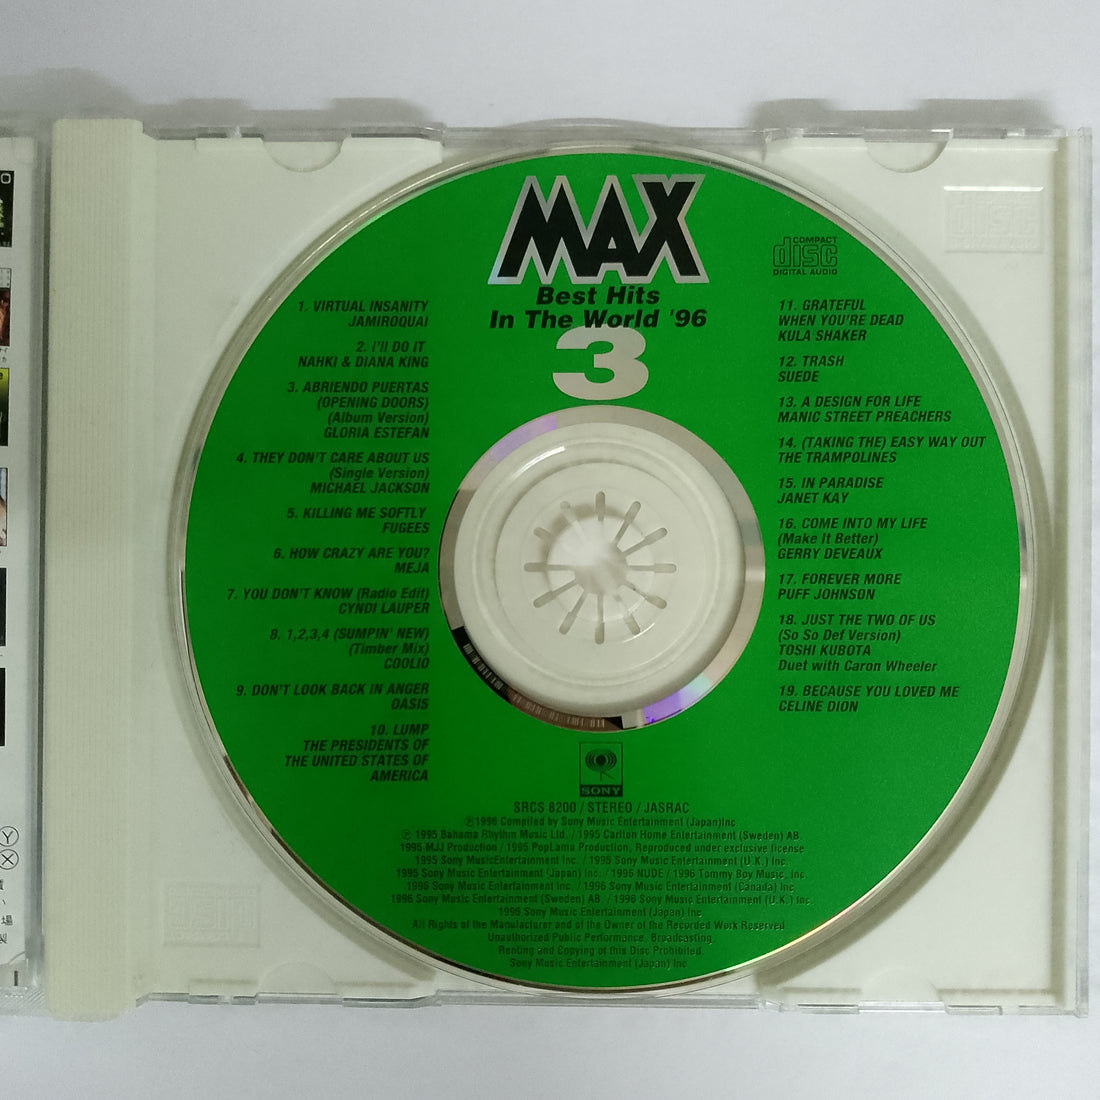 MAX
Best Hits
In The World '96
3
COMPACT
disc
DIGITAL AUDIO
1. VIRTUAL INSANITY
JAMIROQUAI
2. I'll DO IT
NAHKI & DIANA KING
3. ABRIENDO PUERTAS
(OPENING DOORS)
(Album Version)
GLORIA ESTEFAN
4. THEY DON'T CARE ABOUT US
(Single Version)
MICHAEL JACKSON
5. KILLING ME SOFTLY
FUGEES
6. HOW CRAZY ARE YOU?
MEJA
7. YOU DON'T KNOW (Radio Edit)
CYNDI LAUPER
8. 1,2,3,4 (SUMPIN' NEW)
(Timber Mix)
COOLIO
9. DON'T LOOK BACK IN ANGER
OASIS
10. LUMP
THE PRESIDENTS OF
THE UNITED STATES OF
AMERICA
11. GRATEFUL
WHEN YOU'RE DEAD
KULA SHAKER
12. TRASH
SUEDE
13. A DESIGN FOR LIFE
MANIC STREET PREACHERS
14. (TAKING THE) EASY WAY OUT
THE TRAMPOLINES
15. IN PARADISE
JANET KAY
16. COME INTO MY LIFE
(Make It Better)
GERRY DEVEAUX
17. FOREVER MORE
PUFF JOHNSON
18. JUST THE TWO OF US
(So So Def Version)
TOSHI KUBOTA
Duet with Caron Wheeler
19. BECAUSE YOU LOVED ME
CELINE DION
SONY
SRCS 8200 / STEREO / JASRAC
℗1996 Compiled by Sony Music Entertainment (Japan)Inc.
℗ 1995 Bahama Rhythm Music Ltd. / 1995 Carlton Home Entertainment (Sweden) AB.
1995 MJJ Production / 1995 PopLama Production, Reproduced under exclusive license
1995 Sony MusicEntertainment Inc. / 1995 Sony Music Entertainment (U.K.) Inc.
1995 Sony Music Entertainment (Japan) Inc. / 1996 NUDE / 1996 Tommy Boy Music, Inc.
1996 Sony Music Entertainment Inc. / 1996 Sony Music Entertainment (Canada) Inc.
1996 Sony Music Entertainment (Sweden) AB. / 1996 Sony Music Entertainment (U.K.) Inc.
1996 Sony Music Entertainment (Japan) Inc.
All Rights of the Manufacturer and of the Owner of the Recorded Work Reserved.
Unauthorized Public Performance, Broadcasting,
Renting and Copying of this Disc Prohibited.
Sony Music Entertainment (Japan) Inc.
Y
X
場
製